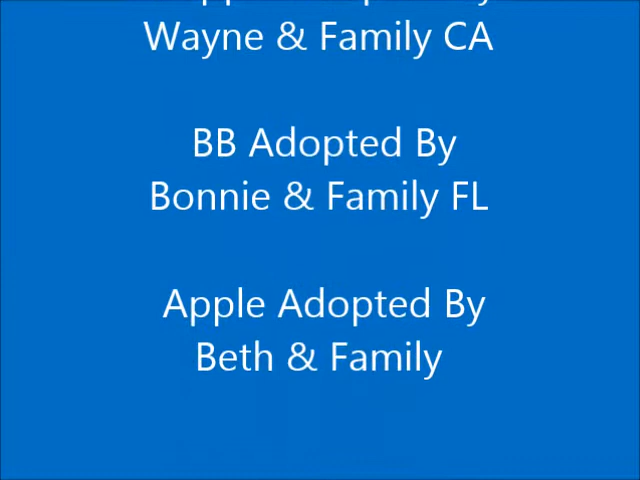 Wayne & Family CA
BB Adopted By
Bonnie & Family FL
Apple Adopted By
Beth & Family